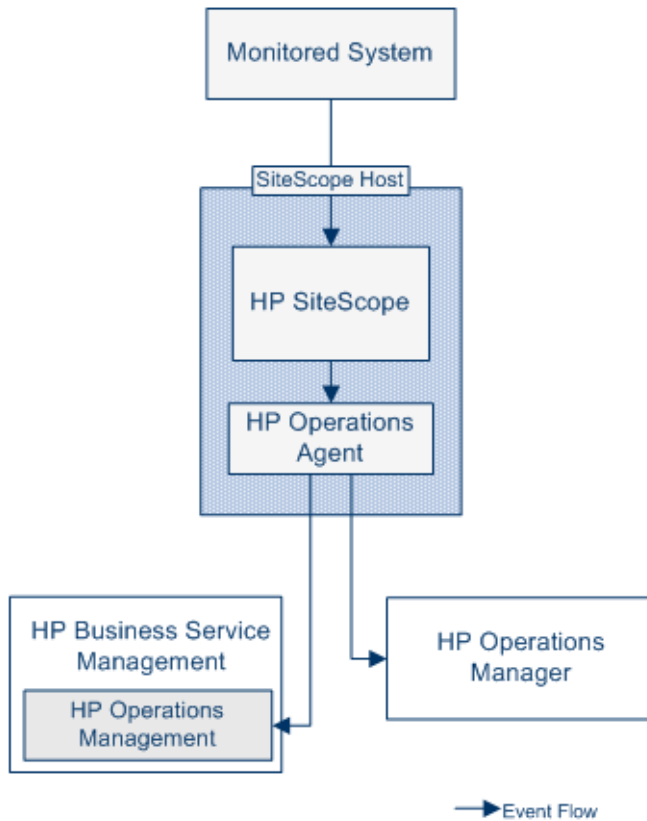 Monitored System
SiteScope Host
HP SiteScope
HP Operations
Agent
HP Business Service
Management
HP Operations
Management
HP Operations
Manager
Event Flow